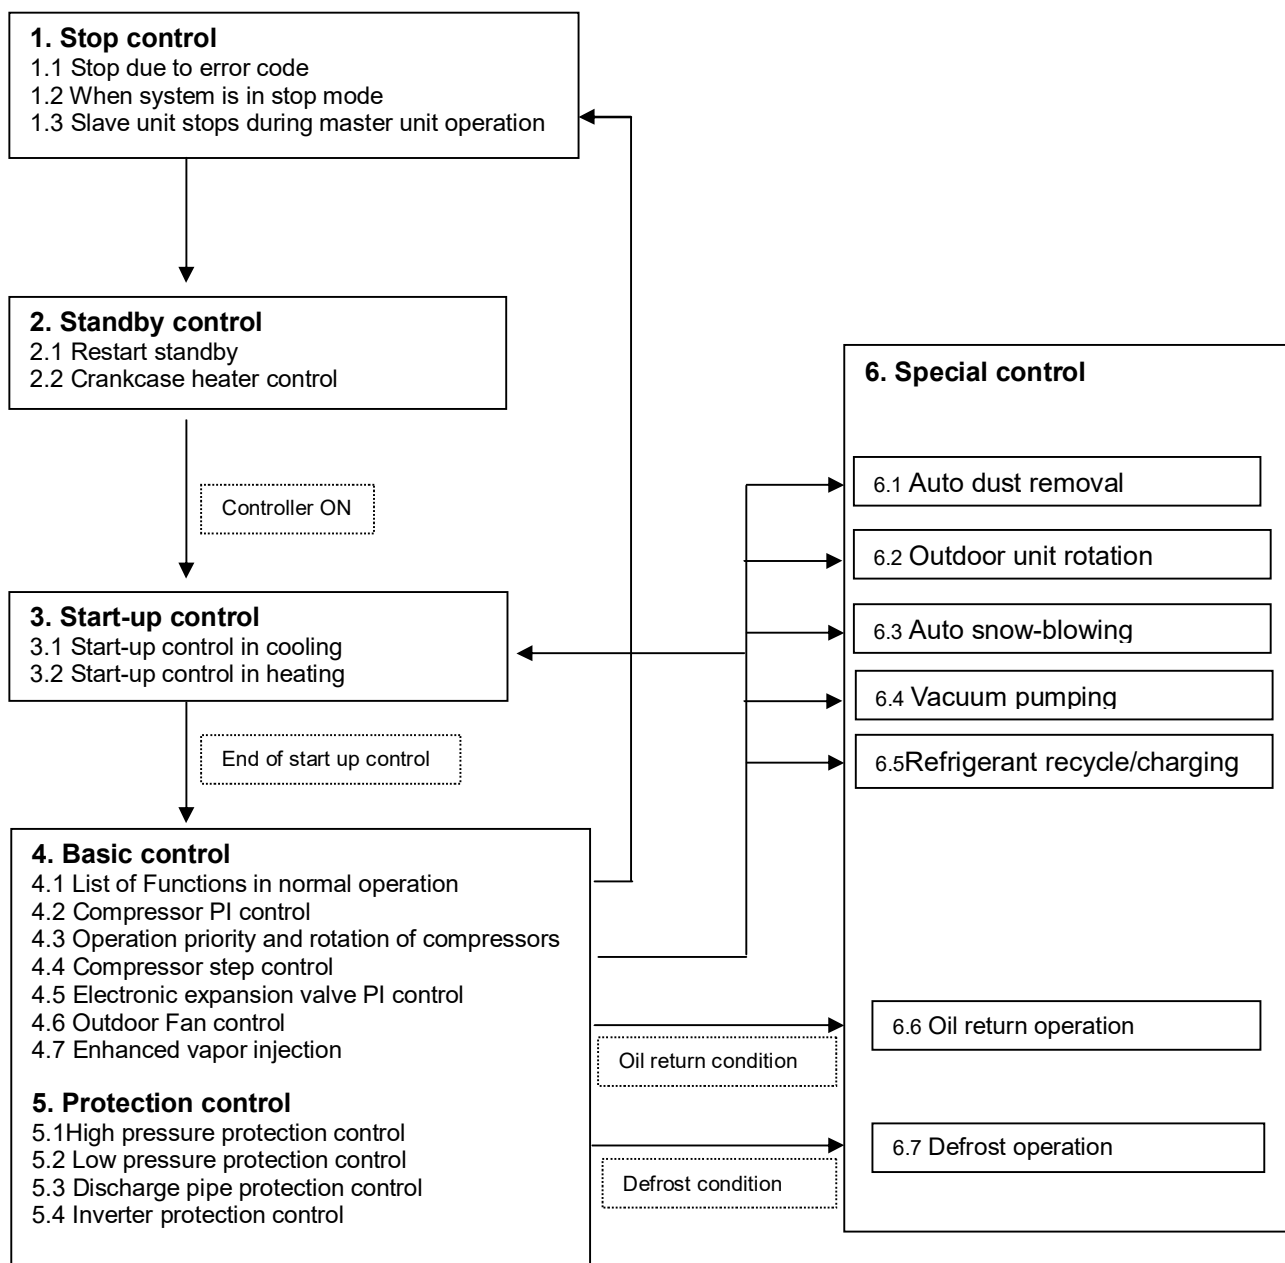 1. Stop control
1.1 Stop due to error code
1.2 When system is in stop mode
1.3 Slave unit stops during master unit operation
2. Standby control
2.1 Restart standby
2.2 Crankcase heater control
Controller ON
3. Start-up control
3.1 Start-up control in cooling
3.2 Start-up control in heating
End of start up control
4. Basic control
4.1 List of Functions in normal operation
4.2 Compressor PI control
4.3 Operation priority and rotation of compressors
4.4 Compressor step control
4.5 Electronic expansion valve PI control
4.6 Outdoor Fan control
4.7 Enhanced vapor injection
5. Protection control
5.1High pressure protection control
5.2 Low pressure protection control
5.3 Discharge pipe protection control
5.4 Inverter protection control
Oil return condition
Defrost condition
6. Special control
6.1 Auto dust removal
6.2 Outdoor unit rotation
6.3 Auto snow-blowing
6.4 Vacuum pumping
6.5Refrigerant recycle/charging
6.6 Oil return operation
6.7 Defrost operation